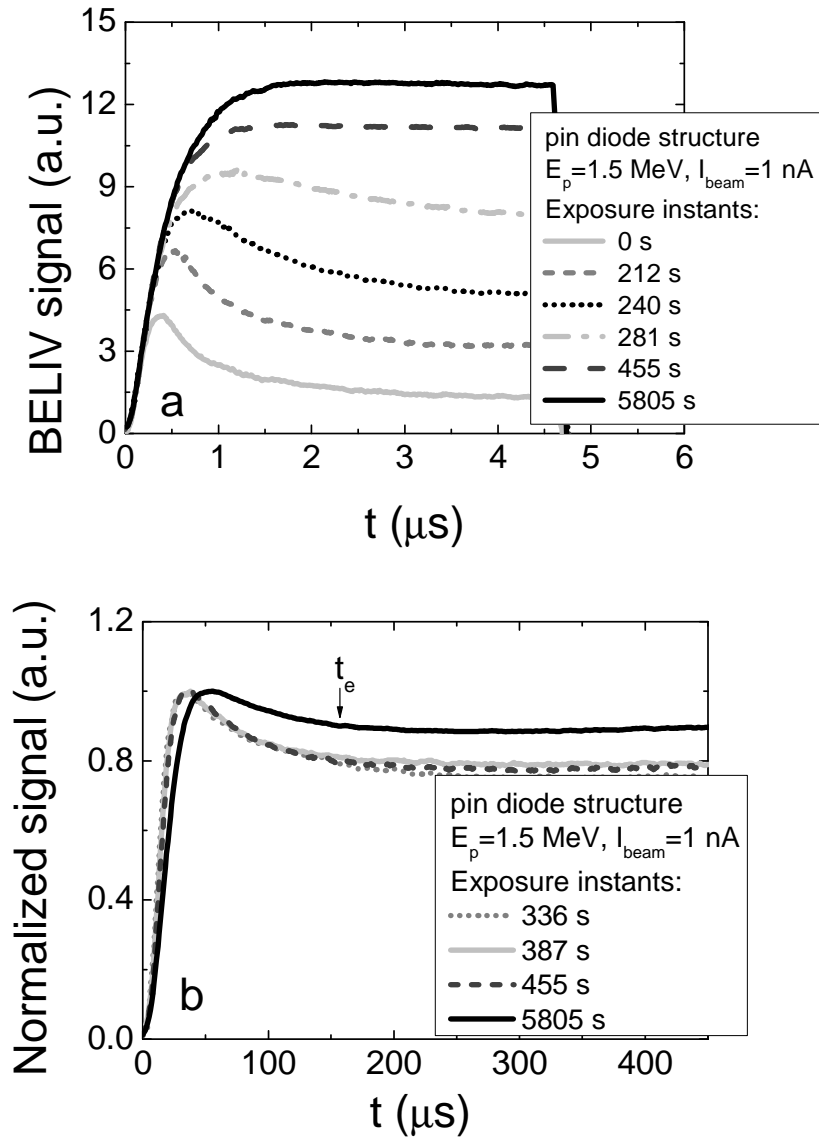 15
12
9
6
3
0
BELIV signal (a.u.)
a
pin diode structure
E_p=1.5 MeV, I_beam=1 nA
Exposure instants:
0 s
212 s
240 s
281 s
455 s
5805 s
0 1 2 3 4 5 6
t (μs)
1.2
0.8
0.4
0.0
Normalized signal (a.u.)
t_e
b
pin diode structure
E_p=1.5 MeV, I_beam=1 nA
Exposure instants:
336 s
387 s
455 s
5805 s
0 100 200 300 400
t (μs)